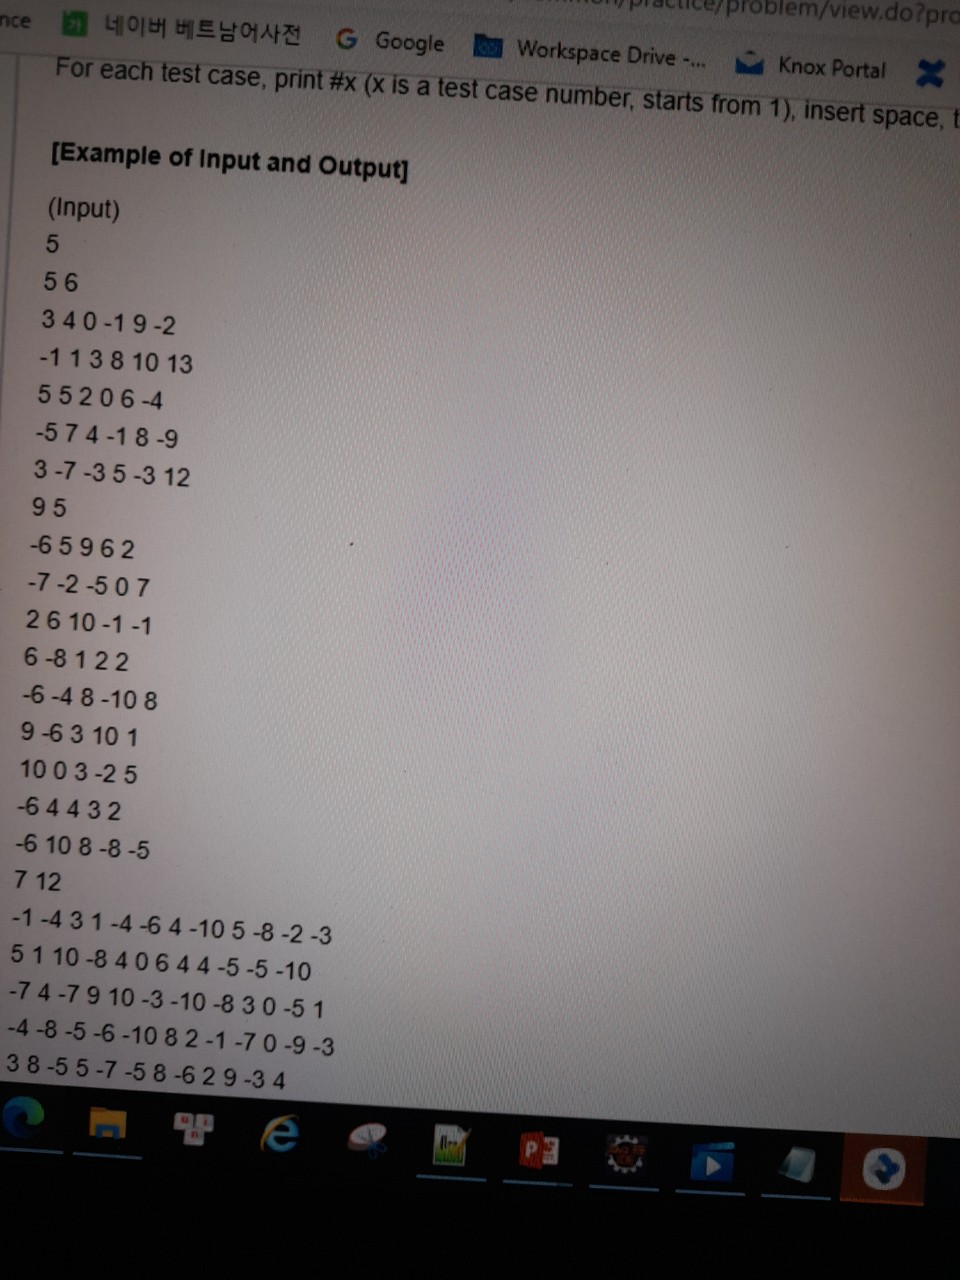 practice/problem/view.do?pro
nce 네이버 베트남어사전 Google Workspace Drive -... Knox Portal
For each test case, print #x (x is a test case number, starts from 1), insert space, t
[Example of Input and Output]
(Input)
5
5 6
3 4 0 -1 9 -2
-1 1 3 8 10 13
5 5 2 0 6 -4
-5 7 4 -1 8 -9
3 -7 -3 5 -3 12
9 5
-6 5 9 6 2
-7 -2 -5 0 7
2 6 10 -1 -1
6 -8 1 2 2
-6 -4 8 -10 8
9 -6 3 10 1
10 0 3 -2 5
-6 4 4 3 2
-6 10 8 -8 -5
7 12
-1 -4 3 1 -4 -6 4 -10 5 -8 -2 -3
5 1 10 -8 4 0 6 4 4 -5 -5 -10
-7 4 -7 9 10 -3 -10 -8 3 0 -5 1
-4 -8 -5 -6 -10 8 2 -1 -7 0 -9 -3
3 8 -5 5 -7 -5 8 -6 2 9 -3 4